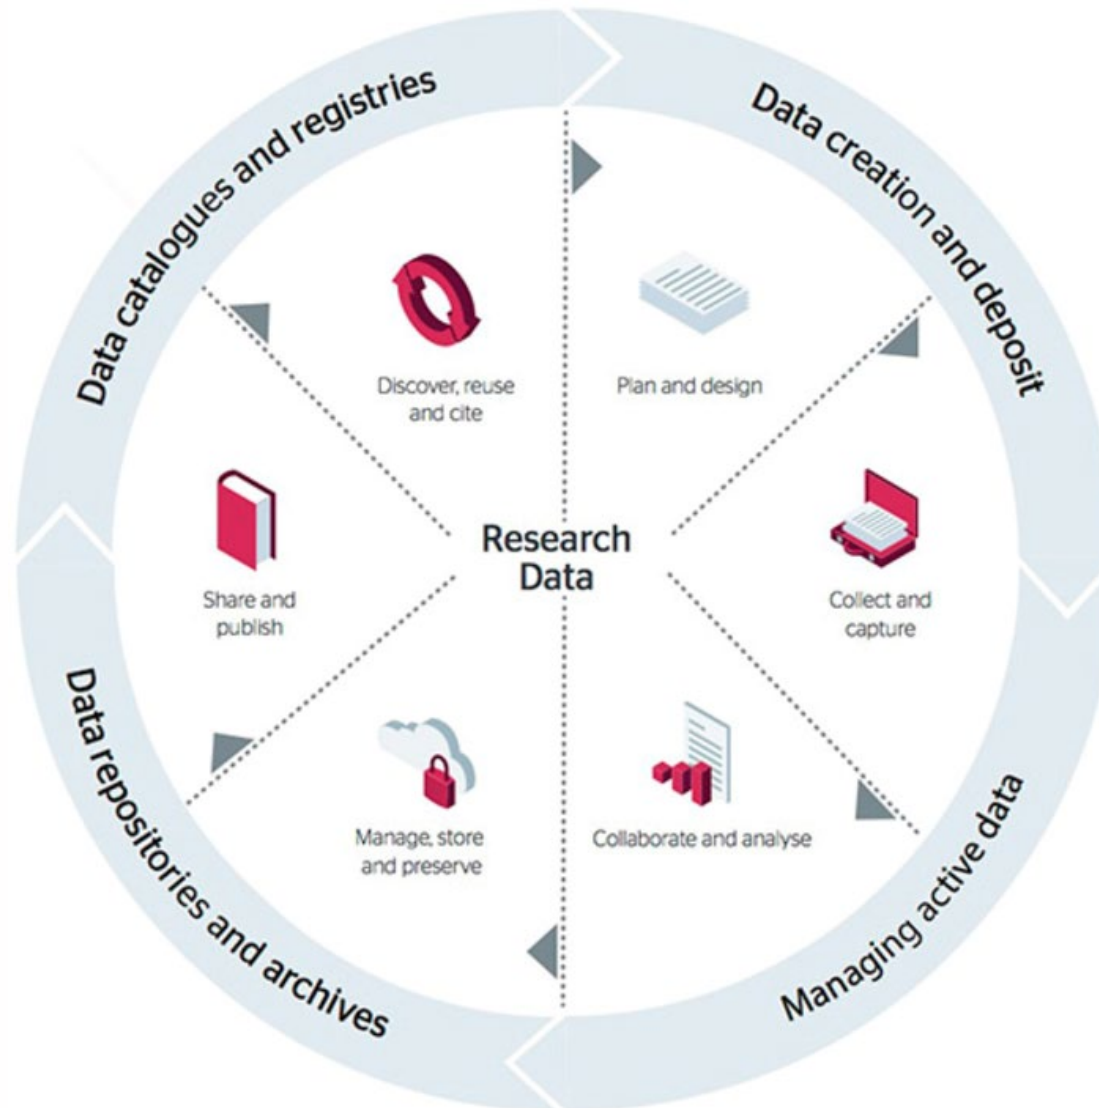 Data catalogues and registries
Data creation and deposit
Discover, reuse
and cite
Plan and design
Research
Data
Share and
publish
Collect and
capture
Manage, store
and preserve
Collaborate and analyse
Data repositories and archives
Managing active data